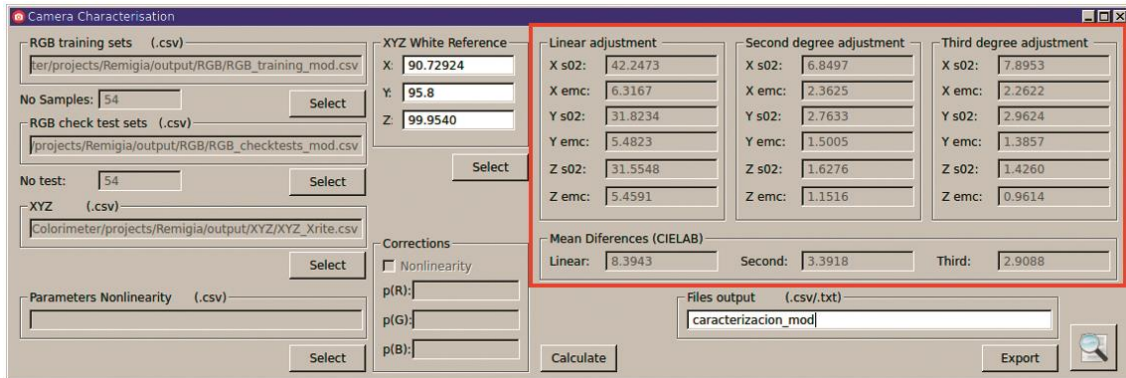 Camera Characterisation
RGB training sets (.csv)
ter/projects/Remigia/output/RGB/RGB_training_mod.csv
No Samples: 54
Select
RGB check test sets (.csv)
/projects/Remigia/output/RGB/RGB_checktests_mod.csv
No test: 54
Select
XYZ (.csv)
Colorimeter/projects/Remigia/output/XYZ/XYZ_Xrite.csv
Select
Parameters Nonlinearity (.csv)
Select
XYZ White Reference
X: 90.72924
Y: 95.8
Z: 99.9540
Select
Corrections
Nonlinearity
p(R):
p(G):
p(B):
Linear adjustment
X s02: 42.2473
X emc: 6.3167
Y s02: 31.8234
Y emc: 5.4823
Z s02: 31.5548
Z emc: 5.4591
Second degree adjustment
X s02: 6.8497
X emc: 2.3625
Y s02: 2.7633
Y emc: 1.5005
Z s02: 1.6276
Z emc: 1.1516
Third degree adjustment
X s02: 7.8953
X emc: 2.2622
Y s02: 2.9624
Y emc: 1.3857
Z s02: 1.4260
Z emc: 0.9614
Mean Diferences (CIELAB)
Linear: 8.3943 Second: 3.3918 Third: 2.9088
Files output (.csv/.txt)
caracterizacion_mod
Calculate
Export